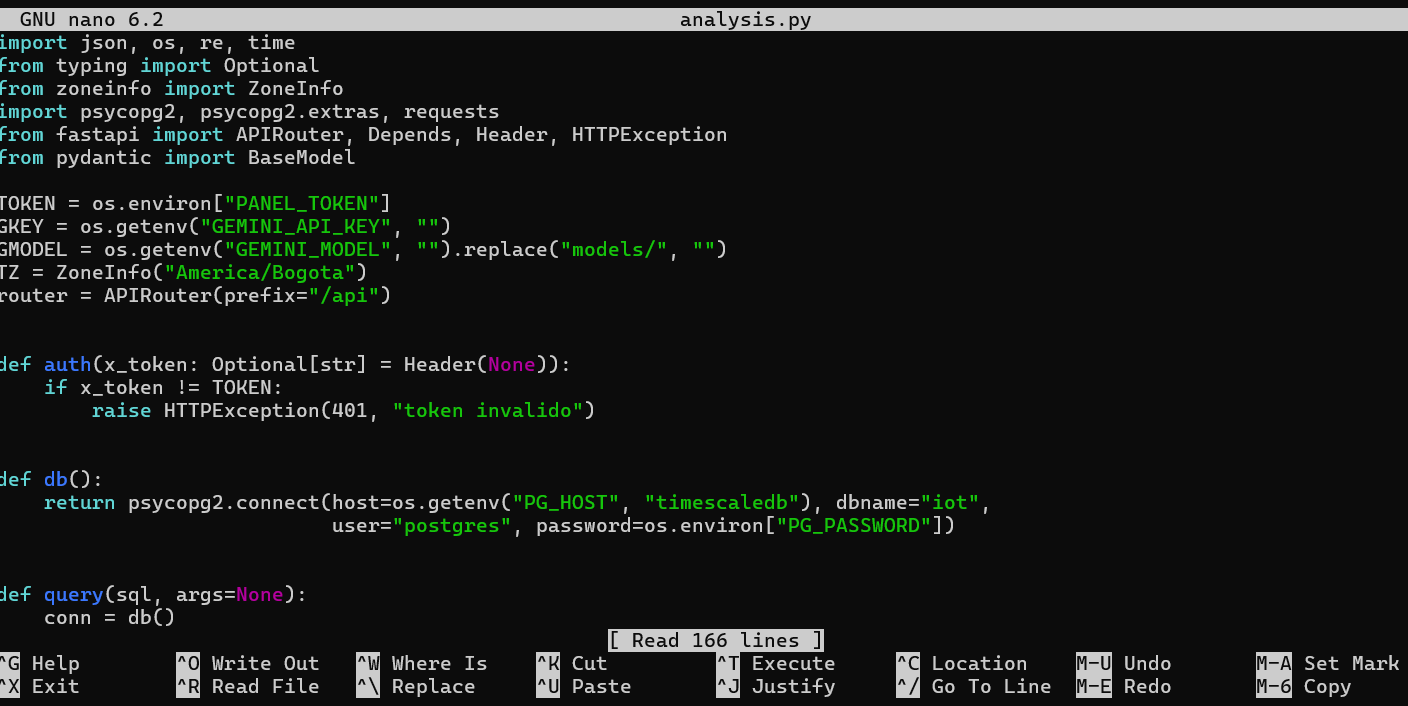 GNU nano 6.2 analysis.py
import json, os, re, time
from typing import Optional
from zoneinfo import ZoneInfo
import psycopg2, psycopg2.extras, requests
from fastapi import APIRouter, Depends, Header, HTTPException
from pydantic import BaseModel

TOKEN = os.environ["PANEL_TOKEN"]
GKEY = os.getenv("GEMINI_API_KEY", "")
GMODEL = os.getenv("GEMINI_MODEL", "").replace("models/", "")
TZ = ZoneInfo("America/Bogota")
router = APIRouter(prefix="/api")

def auth(x_token: Optional[str] = Header(None)):
    if x_token != TOKEN:
        raise HTTPException(401, "token invalido")

def db():
    return psycopg2.connect(host=os.getenv("PG_HOST", "timescaledb"), dbname="iot",
                            user="postgres", password=os.environ["PG_PASSWORD"])

def query(sql, args=None):
    conn = db()
[ Read 166 lines ]
^G Help ^O Write Out ^W Where Is ^K Cut ^T Execute ^C Location M-U Undo M-A Set Mark
^X Exit ^R Read File ^\ Replace ^U Paste ^J Justify ^/ Go To Line M-E Redo M-6 Copy